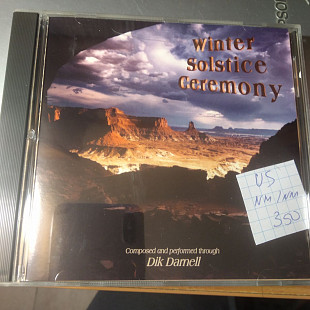 Winter
Solstice
Ceremony
US
NM/NM
350
Composed and performed through
Dik Darnell